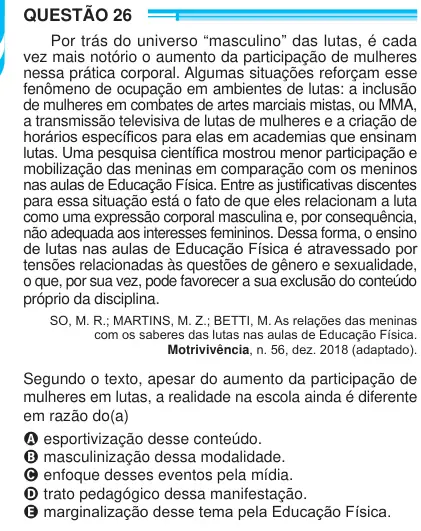 QUESTÃO 26
Por trás do universo “masculino” das lutas, é cada
vez mais notório o aumento da participação de mulheres
nessa prática corporal. Algumas situações reforçam esse
fenômeno de ocupação em ambientes de lutas: a inclusão
de mulheres em combates de artes marciais mistas, ou MMA,
a transmissão televisiva de lutas de mulheres e a criação de
horários específicos para elas em academias que ensinam
lutas. Uma pesquisa científica mostrou menor participação e
mobilização das meninas em comparação com os meninos
nas aulas de Educação Física. Entre as justificativas discentes
para essa situação está o fato de que eles relacionam a luta
como uma expressão corporal masculina e, por consequência,
não adequada aos interesses femininos. Dessa forma, o ensino
de lutas nas aulas de Educação Física é atravessado por
tensões relacionadas às questões de gênero e sexualidade,
o que, por sua vez, pode favorecer a sua exclusão do conteúdo
próprio da disciplina.
SO, M. R.; MARTINS, M. Z.; BETTI, M. As relações das meninas
com os saberes das lutas nas aulas de Educação Física.
Motrivivência, n. 56, dez. 2018 (adaptado).
Segundo o texto, apesar do aumento da participação de
mulheres em lutas, a realidade na escola ainda é diferente
em razão do(a)
A esportivização desse conteúdo.
B masculinização dessa modalidade.
C enfoque desses eventos pela mídia.
D trato pedagógico dessa manifestação.
E marginalização desse tema pela Educação Física.